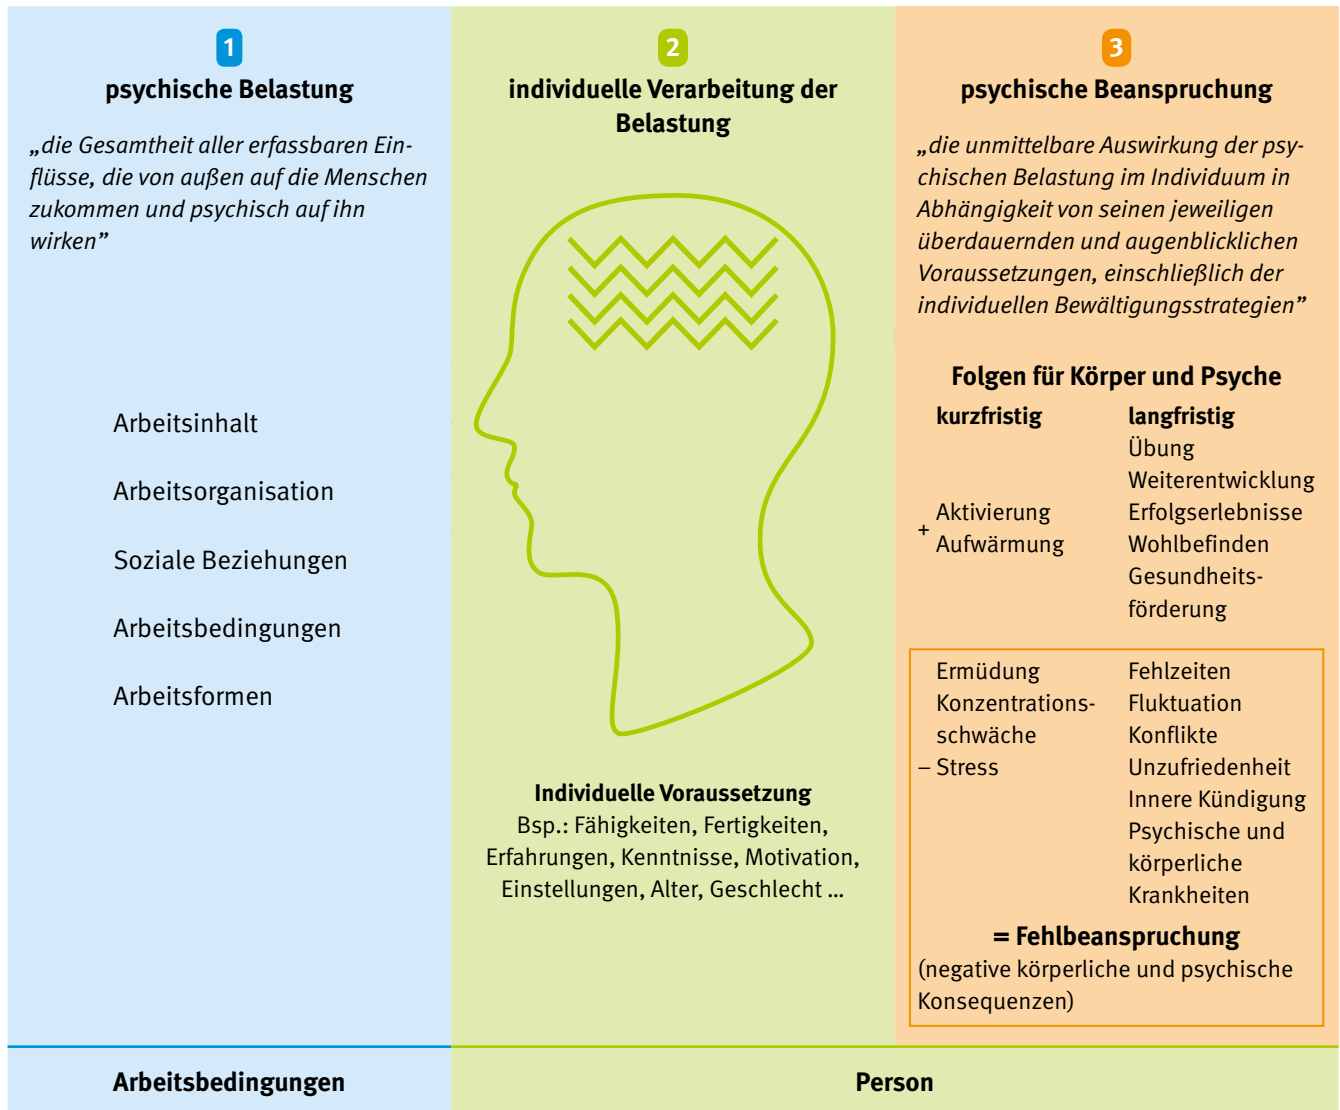 1
psychische Belastung
„die Gesamtheit aller erfassbaren Ein-
flüsse, die von außen auf die Menschen
zukommen und psychisch auf ihn
wirken”
Arbeitsinhalt
Arbeitsorganisation
Soziale Beziehungen
Arbeitsbedingungen
Arbeitsformen
2
individuelle Verarbeitung der
Belastung
Individuelle Voraussetzung
Bsp.: Fähigkeiten, Fertigkeiten,
Erfahrungen, Kenntnisse, Motivation,
Einstellungen, Alter, Geschlecht ...
3
psychische Beanspruchung
„die unmittelbare Auswirkung der psy-
chischen Belastung im Individuum in
Abhängigkeit von seinen jeweiligen
überdauernden und augenblicklichen
Voraussetzungen, einschließlich der
individuellen Bewältigungsstrategien”
Folgen für Körper und Psyche
kurzfristig
+ Aktivierung
Aufwärmung
langfristig
Übung
Weiterentwicklung
Erfolgserlebnisse
Wohlbefinden
Gesundheits-
förderung
Ermüdung
Konzentrations-
schwäche
– Stress
Fehlzeiten
Fluktuation
Konflikte
Unzufriedenheit
Innere Kündigung
Psychische und
körperliche
Krankheiten
= Fehlbeanspruchung
(negative körperliche und psychische
Konsequenzen)
Arbeitsbedingungen
Person